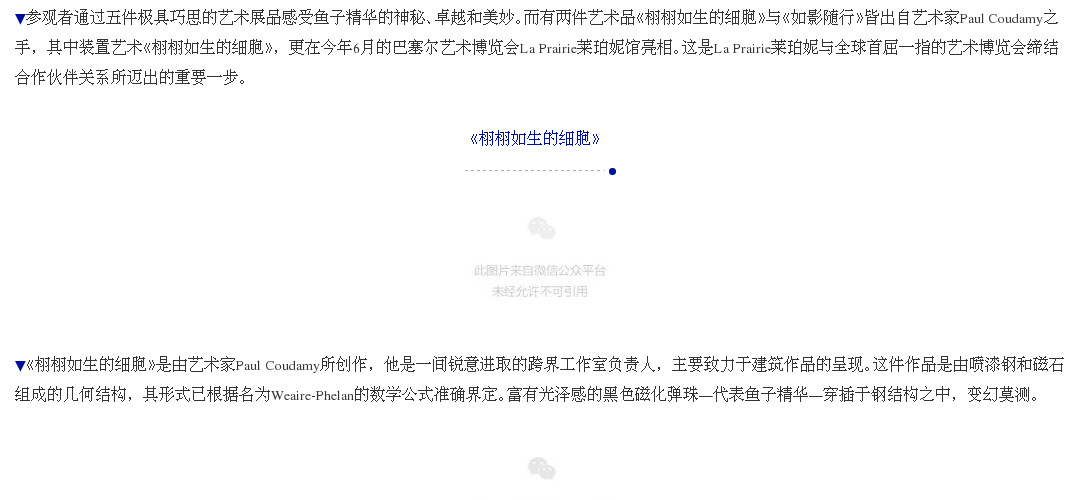 ▼参观者通过五件极具巧思的艺术展品感受鱼子精华的神秘、卓越和美妙。而有两件艺术品《栩栩如生的细胞》与《如影随行》皆出自艺术家Paul Coudamy之
手，其中装置艺术《栩栩如生的细胞》，更在今年6月的巴塞尔艺术博览会La Prairie莱珀妮馆亮相。这是La Prairie莱珀妮与全球首屈一指的艺术博览会缔结
合作伙伴关系所迈出的重要一步。
《栩栩如生的细胞》
此图片来自微信公众平台
未经允许不可引用
▼《栩栩如生的细胞》是由艺术家Paul Coudamy所创作，他是一间锐意进取的跨界工作室负责人，主要致力于建筑作品的呈现。这件作品是由喷漆钢和磁石
组成的几何结构，其形式已根据名为Weaire-Phelan的数学公式准确界定。富有光泽感的黑色磁化弹珠—代表鱼子精华—穿插于钢结构之中，变幻莫测。